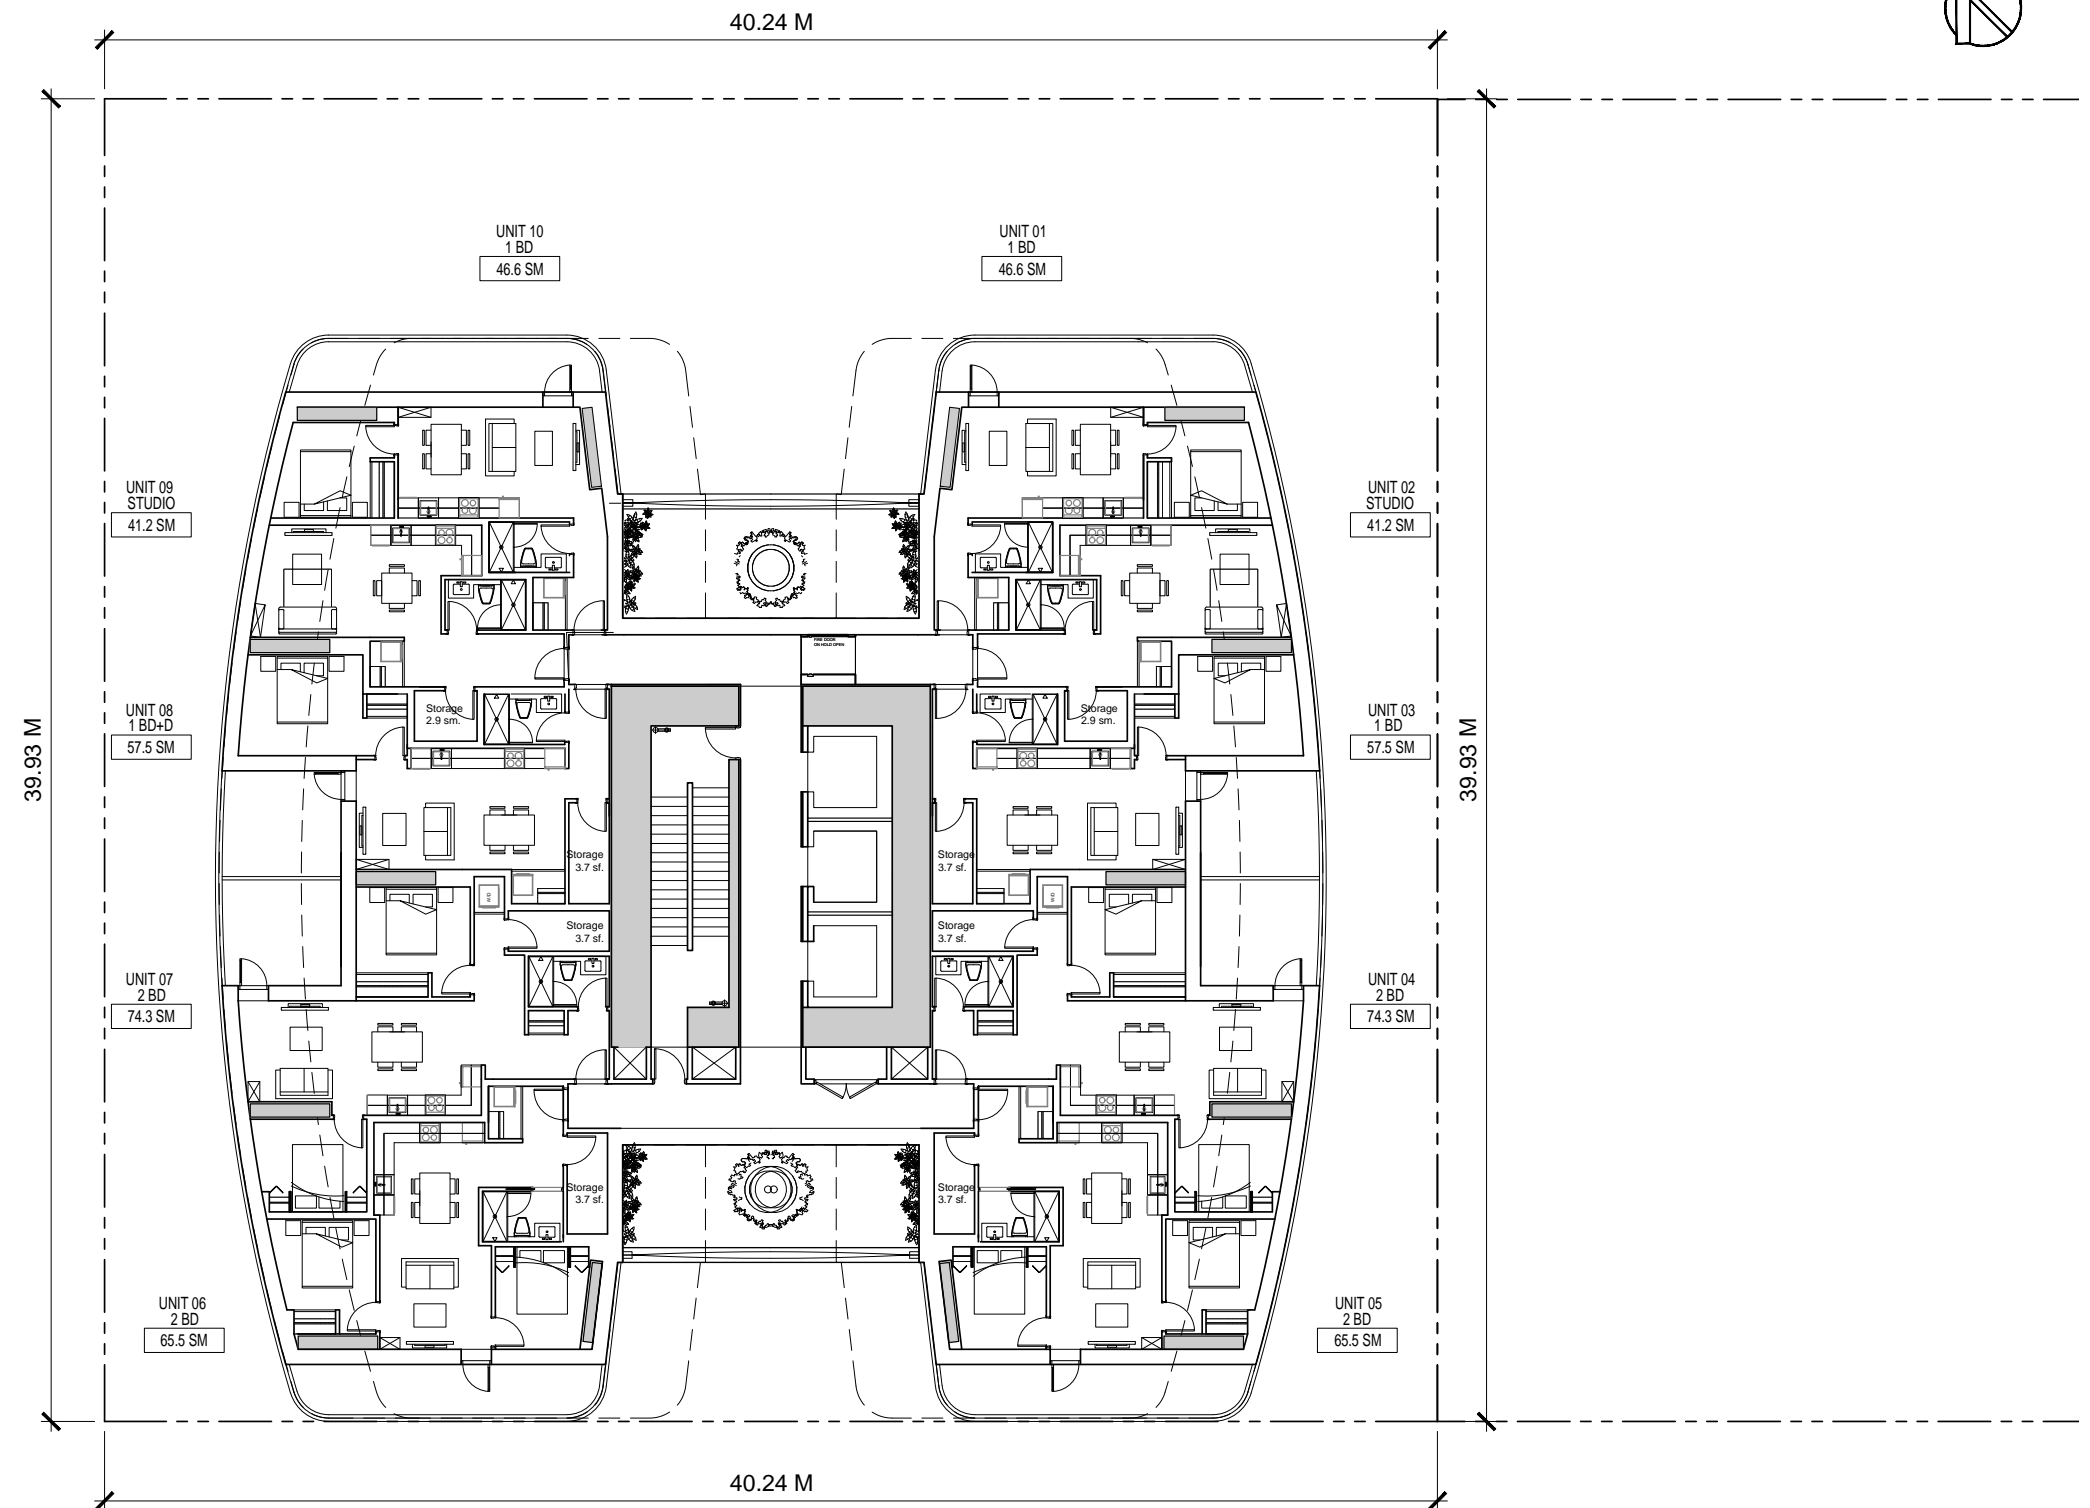 40.24 M
UNIT 10
1 BD
46.6 SM
UNIT 01
1 BD
46.6 SM
UNIT 09
STUDIO
41.2 SM
UNIT 02
STUDIO
41.2 SM
FIRE DOOR
ON HOLD OPEN
UNIT 08
1 BD+D
57.5 SM
Storage
2.9 sm.
Storage
2.9 sm.
UNIT 03
1 BD
57.5 SM
39.93 M
39.93 M
Storage
3.7 sf.
Storage
3.7 sf.
W/D
W/D
Storage
3.7 sf.
Storage
3.7 sf.
UNIT 07
2 BD
74.3 SM
UNIT 04
2 BD
74.3 SM
Storage
3.7 sf.
Storage
3.7 sf.
UNIT 06
2 BD
65.5 SM
UNIT 05
2 BD
65.5 SM
40.24 M